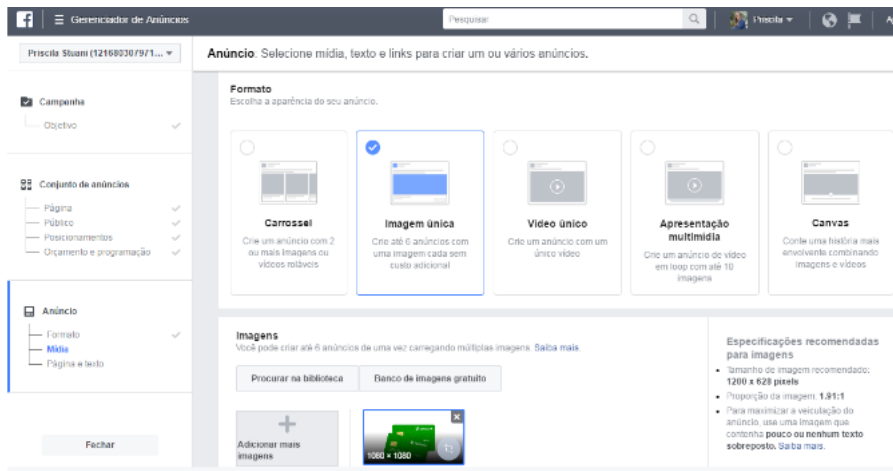 Gerenciador de Anúncios
Pesquisar
Priscila
Priscila Stuani (121680307971...
Anúncio: Selecione mídia, texto e links para criar um ou vários anúncios.
Campanha
Objetivo
Conjunto de anúncios
Página
Público
Posicionamentos
Orçamento e programação
Anúncio
Formato
Mídia
Página e texto
Fechar
Formato
Escolha a aparência do seu anúncio.
Carrossel
Crie um anúncio com 2
ou mais imagens ou
vídeos roláveis
Imagem única
Crie até 6 anúncios com
uma imagem cada sem
custo adicional
Vídeo único
Crie um anúncio com um
único vídeo
Apresentação
multimídia
Crie um anúncio de vídeo
em loop com até 10
imagens
Canvas
Conte uma história mais
envolvente combinando
imagens e vídeos
Imagens
Você pode criar até 6 anúncios de uma vez carregando múltiplas imagens. Saiba mais.
Procurar na biblioteca
Banco de imagens gratuito
Adicionar mais
imagens
1080 × 1080
Especificações recomendadas
para imagens
Tamanho de imagem recomendado:
1200 x 628 pixels
Proporção da imagem: 1.91:1
Para maximizar a veiculação do
anúncio, use uma imagem que
contenha pouco ou nenhum texto
sobreposto. Saiba mais.